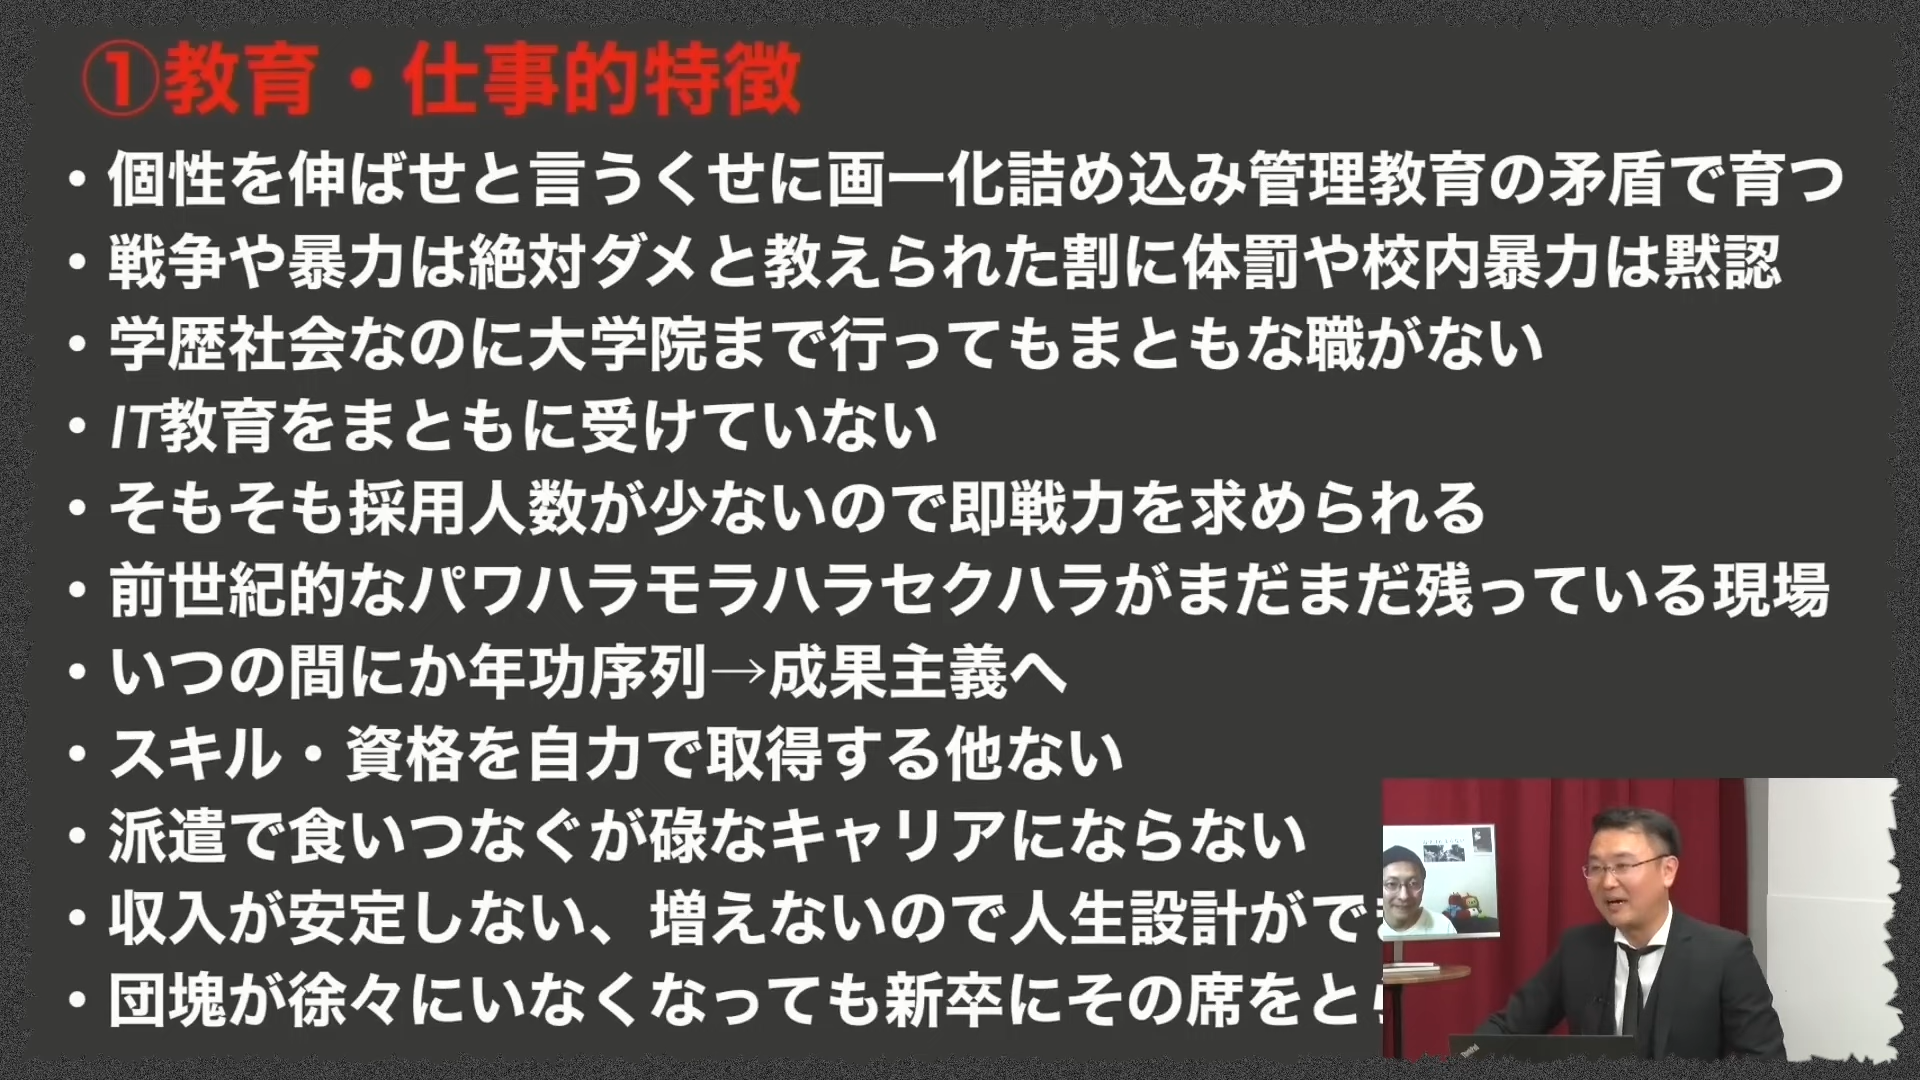 ①教育・仕事的特徴
・個性を伸ばせと言うくせに画一化詰め込み管理教育の矛盾で育つ
・戦争や暴力は絶対ダメと教えられた割に体罰や校内暴力は黙認
・学歴社会なのに大学院まで行ってもまともな職がない
・IT教育をまともに受けていない
・そもそも採用人数が少ないので即戦力を求められる
・前世紀的なパワハラモラハラセクハラがまだまだ残っている現場
・いつの間にか年功序列→成果主義へ
・スキル・資格を自力で取得する他ない
・派遣で食いつなぐが碌なキャリアにならない
・収入が安定しない、増えないので人生設計がで
・団塊が徐々にいなくなっても新卒にその席をと